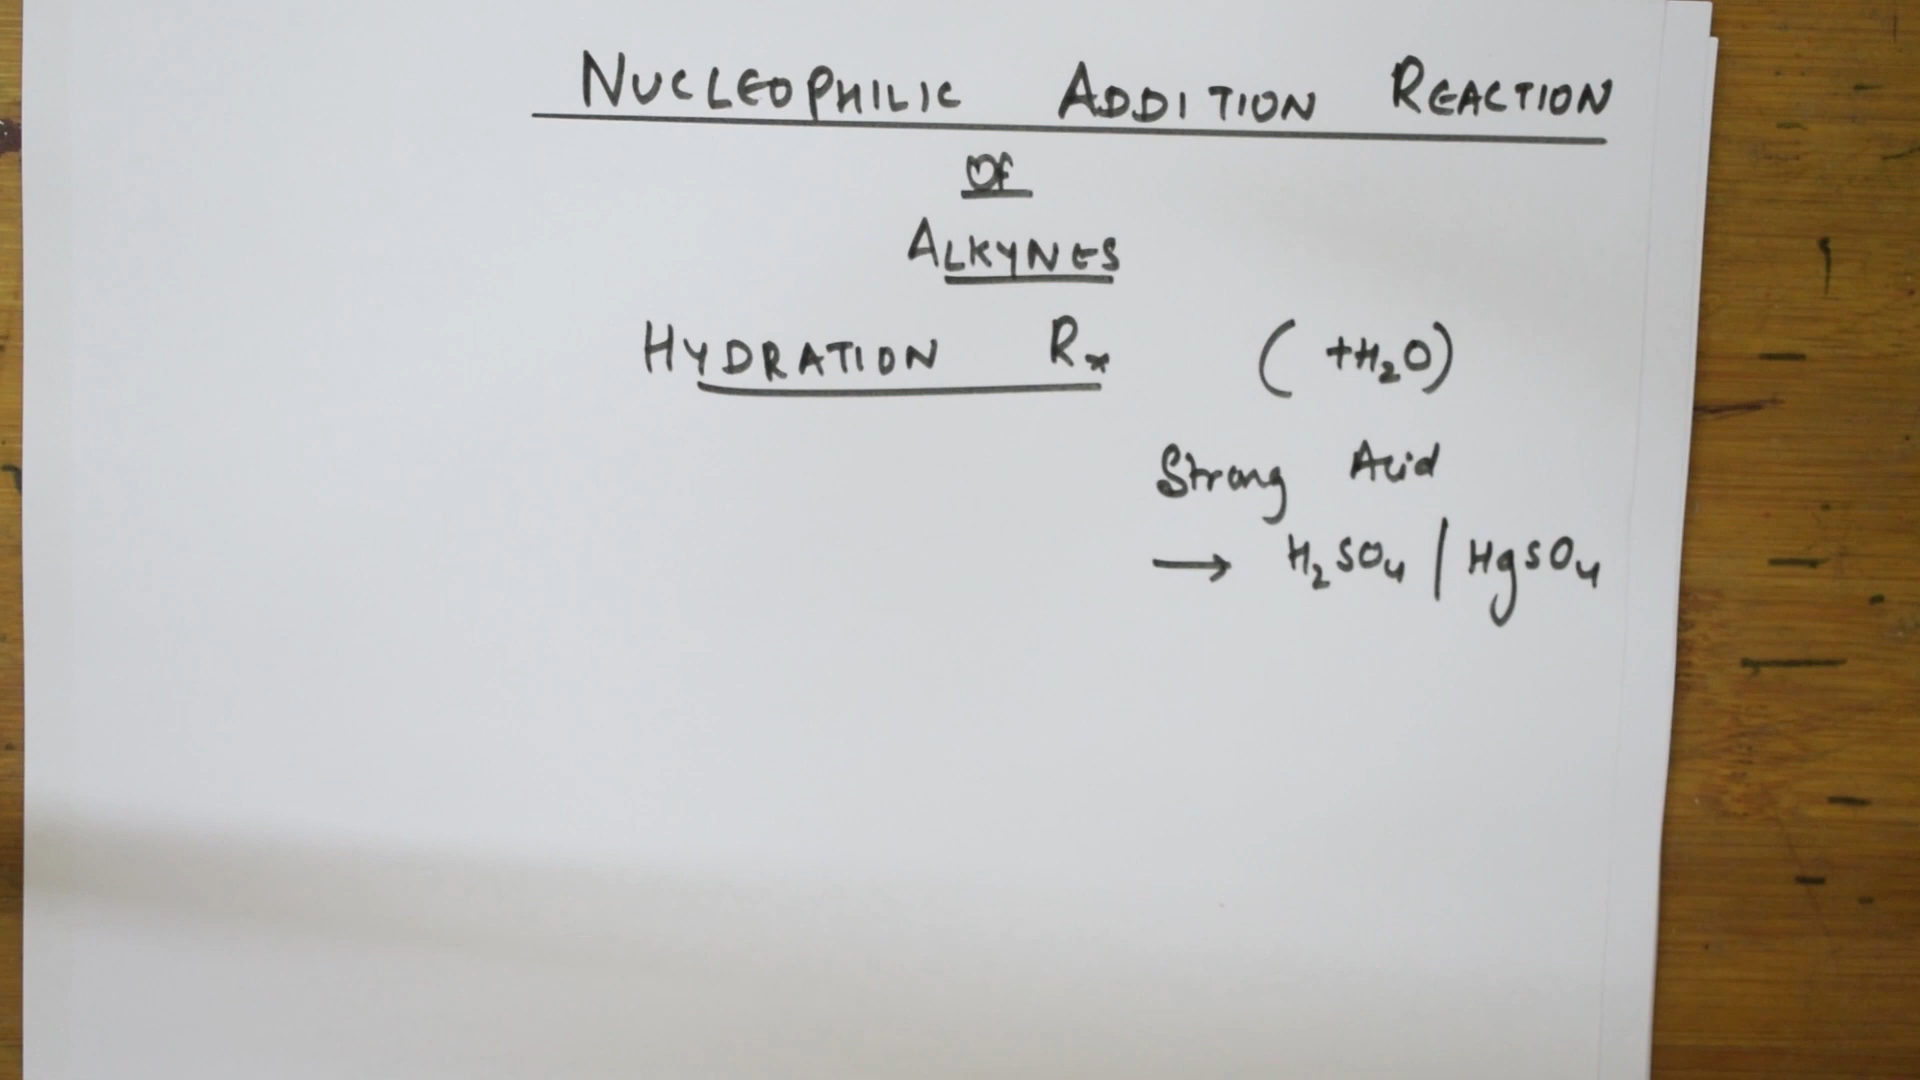 NUCLEOPHILIC ADDITION REACTION
OF
ALKYNES
HYDRATION Rx (+H₂O)
Strong Acid
→ H₂SO₄ / HgSO₄